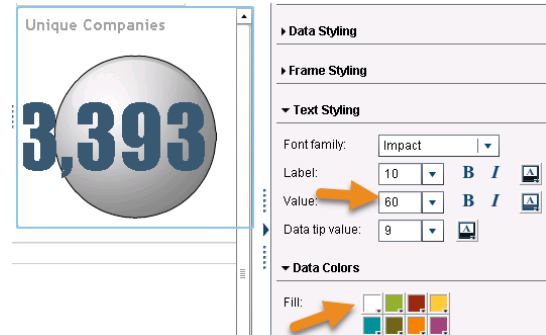 Unique Companies
3,393
Data Styling
Frame Styling
Text Styling
Font family: Impact
Label: 10 B I A
Value: 60 B I A
Data tip value: 9 A
Data Colors
Fill: